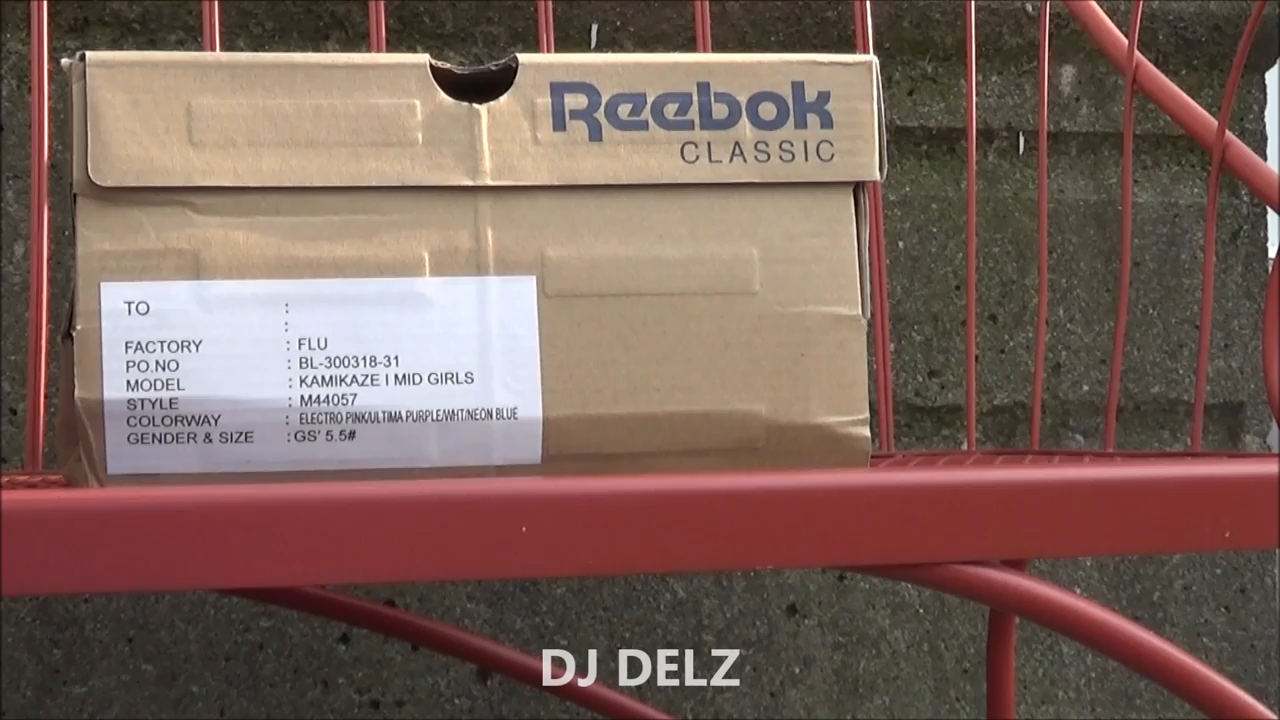 Reebok
CLASSIC
TO :
:
FACTORY : FLU
PO.NO : BL-300318-31
MODEL : KAMIKAZE I MID GIRLS
STYLE : M44057
COLORWAY : ELECTRO PINK/ULTIMA PURPLE/WHT/NEON BLUE
GENDER & SIZE : GS' 5.5#
DJ DELZ